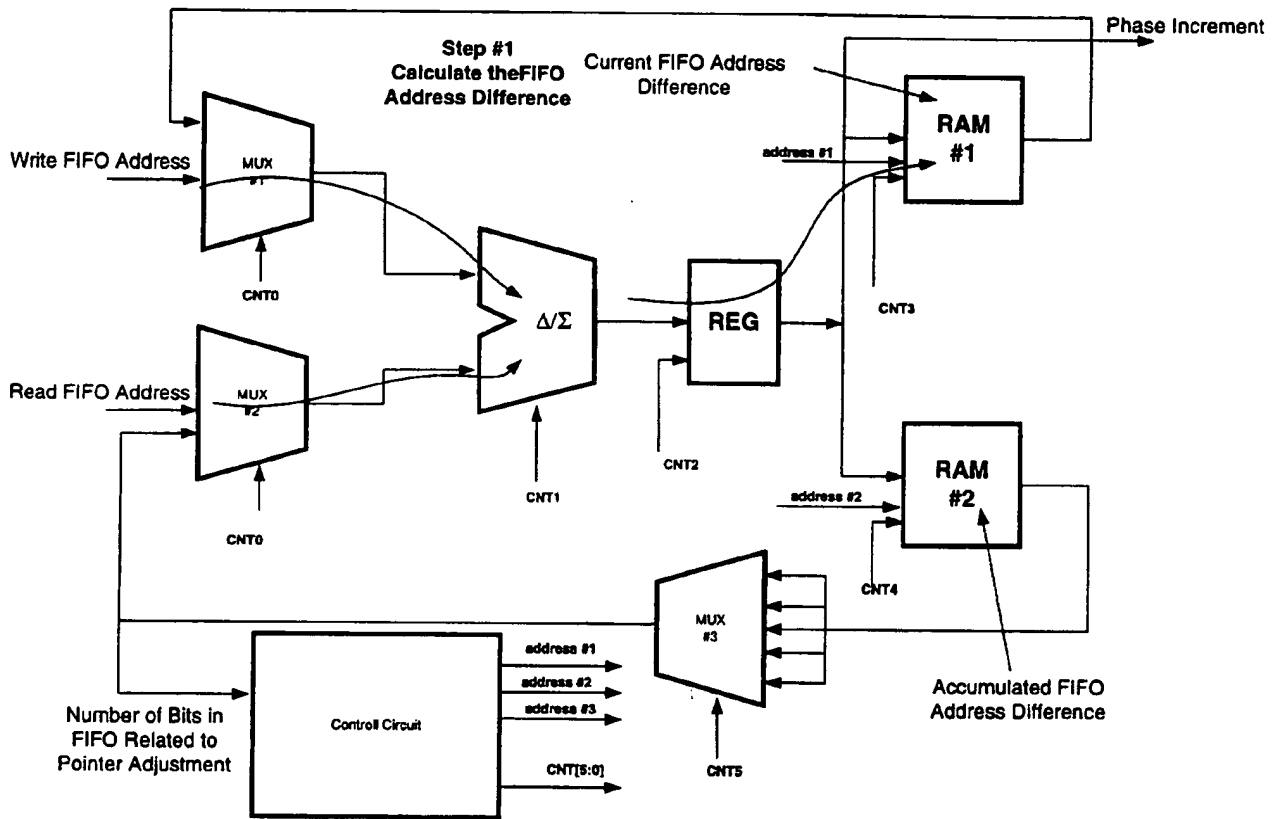 Phase Increment
Step #1
Calculate theFIFO
Address Difference
Current FIFO Address
Difference
RAM
#1
address #1
Write FIFO Address
MUX
#1
CNT0
CNT3
Δ/Σ
REG
Read FIFO Address
MUX
#2
CNT0
CNT1
CNT2
RAM
#2
address #2
CNT4
MUX
#3
CNT5
address #1
address #2
address #3
Controll Circuit
CNT[5:0]
Number of Bits in
FIFO Related to
Pointer Adjustment
Accumulated FIFO
Address Difference